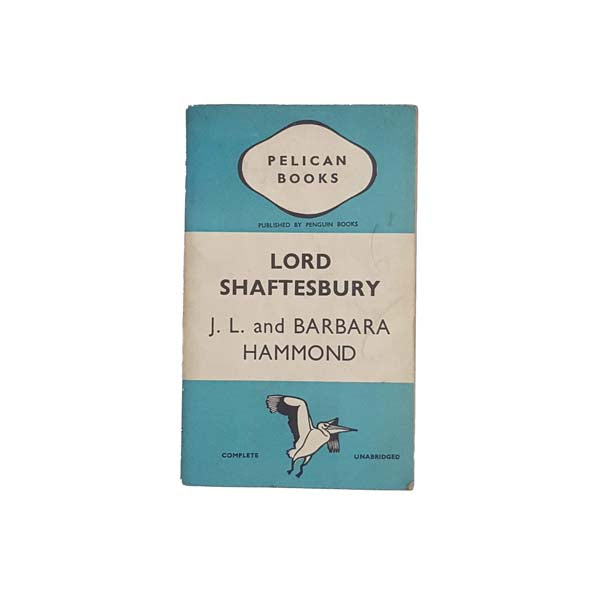 PELICAN
BOOKS
PUBLISHED BY PENGUIN BOOKS
LORD
SHAFTESBURY
J. L. and BARBARA
HAMMOND
COMPLETE UNABRIDGED